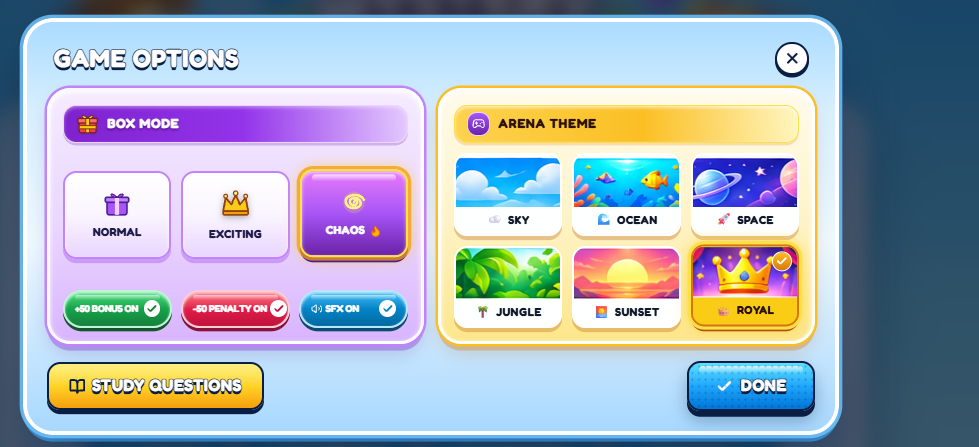 GAME OPTIONS
BOX MODE
NORMAL
EXCITING
CHAOS
+50 BONUS ON
-50 PENALTY ON
SFX ON
ARENA THEME
SKY
OCEAN
SPACE
JUNGLE
SUNSET
ROYAL
STUDY QUESTIONS
DONE